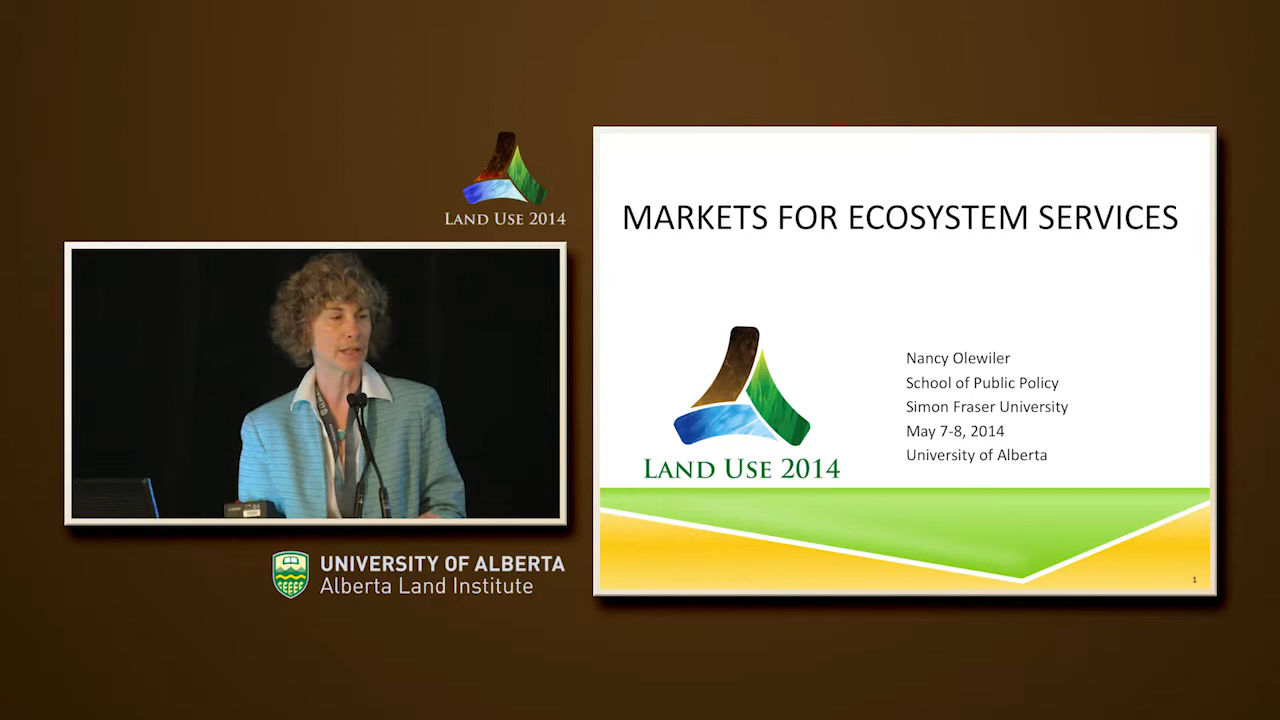 LAND USE 2014
UNIVERSITY OF ALBERTA
Alberta Land Institute
MARKETS FOR ECOSYSTEM SERVICES
LAND USE 2014
Nancy Olewiler
School of Public Policy
Simon Fraser University
May 7-8, 2014
University of Alberta
1